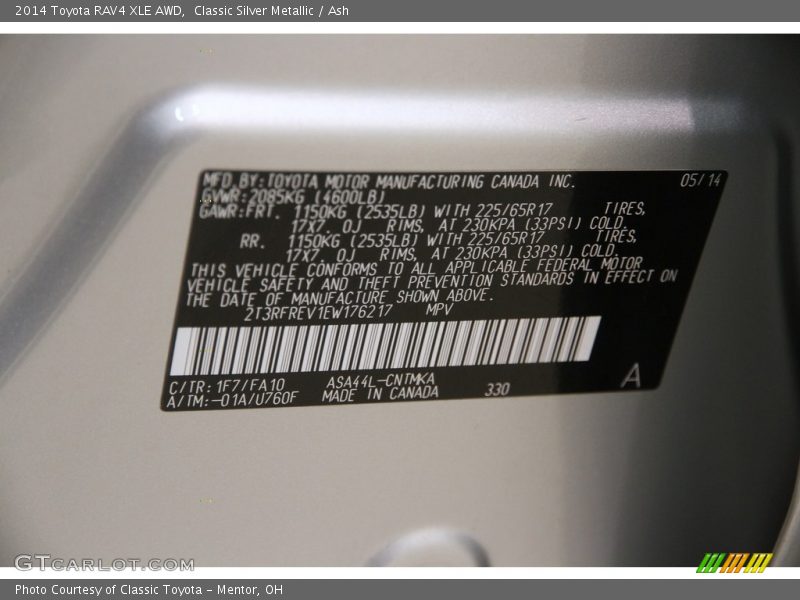 2014 Toyota RAV4 XLE AWD,  Classic Silver Metallic / Ash
MFD. BY: TOYOTA MOTOR MANUFACTURING CANADA INC. 05/14
GVWR: 2085KG (4600LB)
GAWR: FRT. 1150KG (2535LB) WITH 225/65R17 TIRES,
17X7. 0J RIMS, AT 230KPA (33PSI) COLD,
RR. 1150KG (2535LB) WITH 225/65R17 TIRES,
17X7. 0J RIMS, AT 230KPA (33PSI) COLD,
THIS VEHICLE CONFORMS TO ALL APPLICABLE FEDERAL MOTOR
VEHICLE SAFETY AND THEFT PREVENTION STANDARDS IN EFFECT ON
THE DATE OF MANUFACTURE SHOWN ABOVE.
2T3RFREV1EW176217 MPV
C/TR: 1F7/FA10 ASA44L-CNTMKA
A/TM: -01A/U760F MADE IN CANADA 330 A
GTCARLOT.COM
Photo Courtesy of Classic Toyota - Mentor, OH